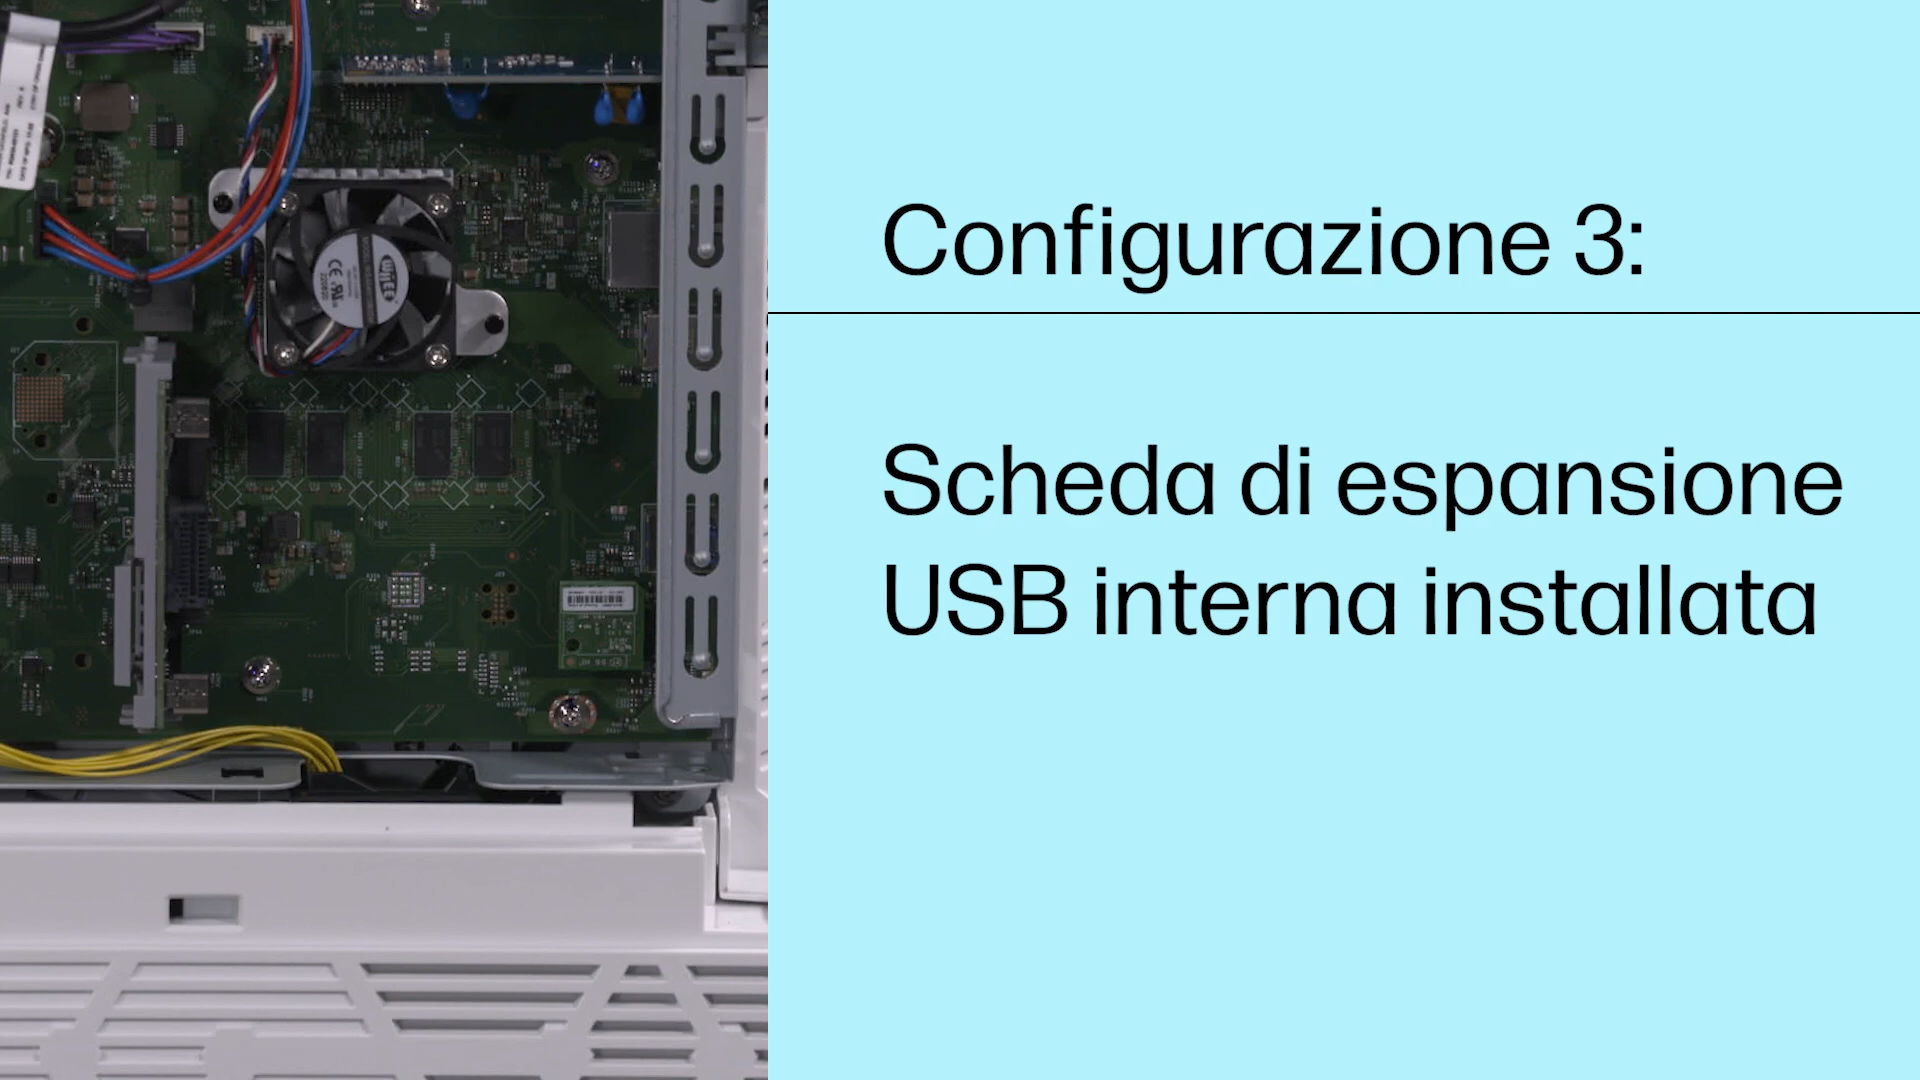 Configurazione 3:
Scheda di espansione
USB interna installata